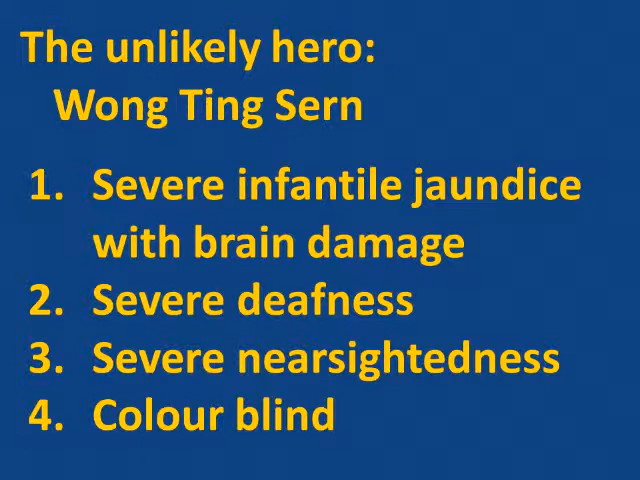 The unlikely hero:
Wong Ting Sern
1. Severe infantile jaundice
with brain damage
2. Severe deafness
3. Severe nearsightedness
4. Colour blind